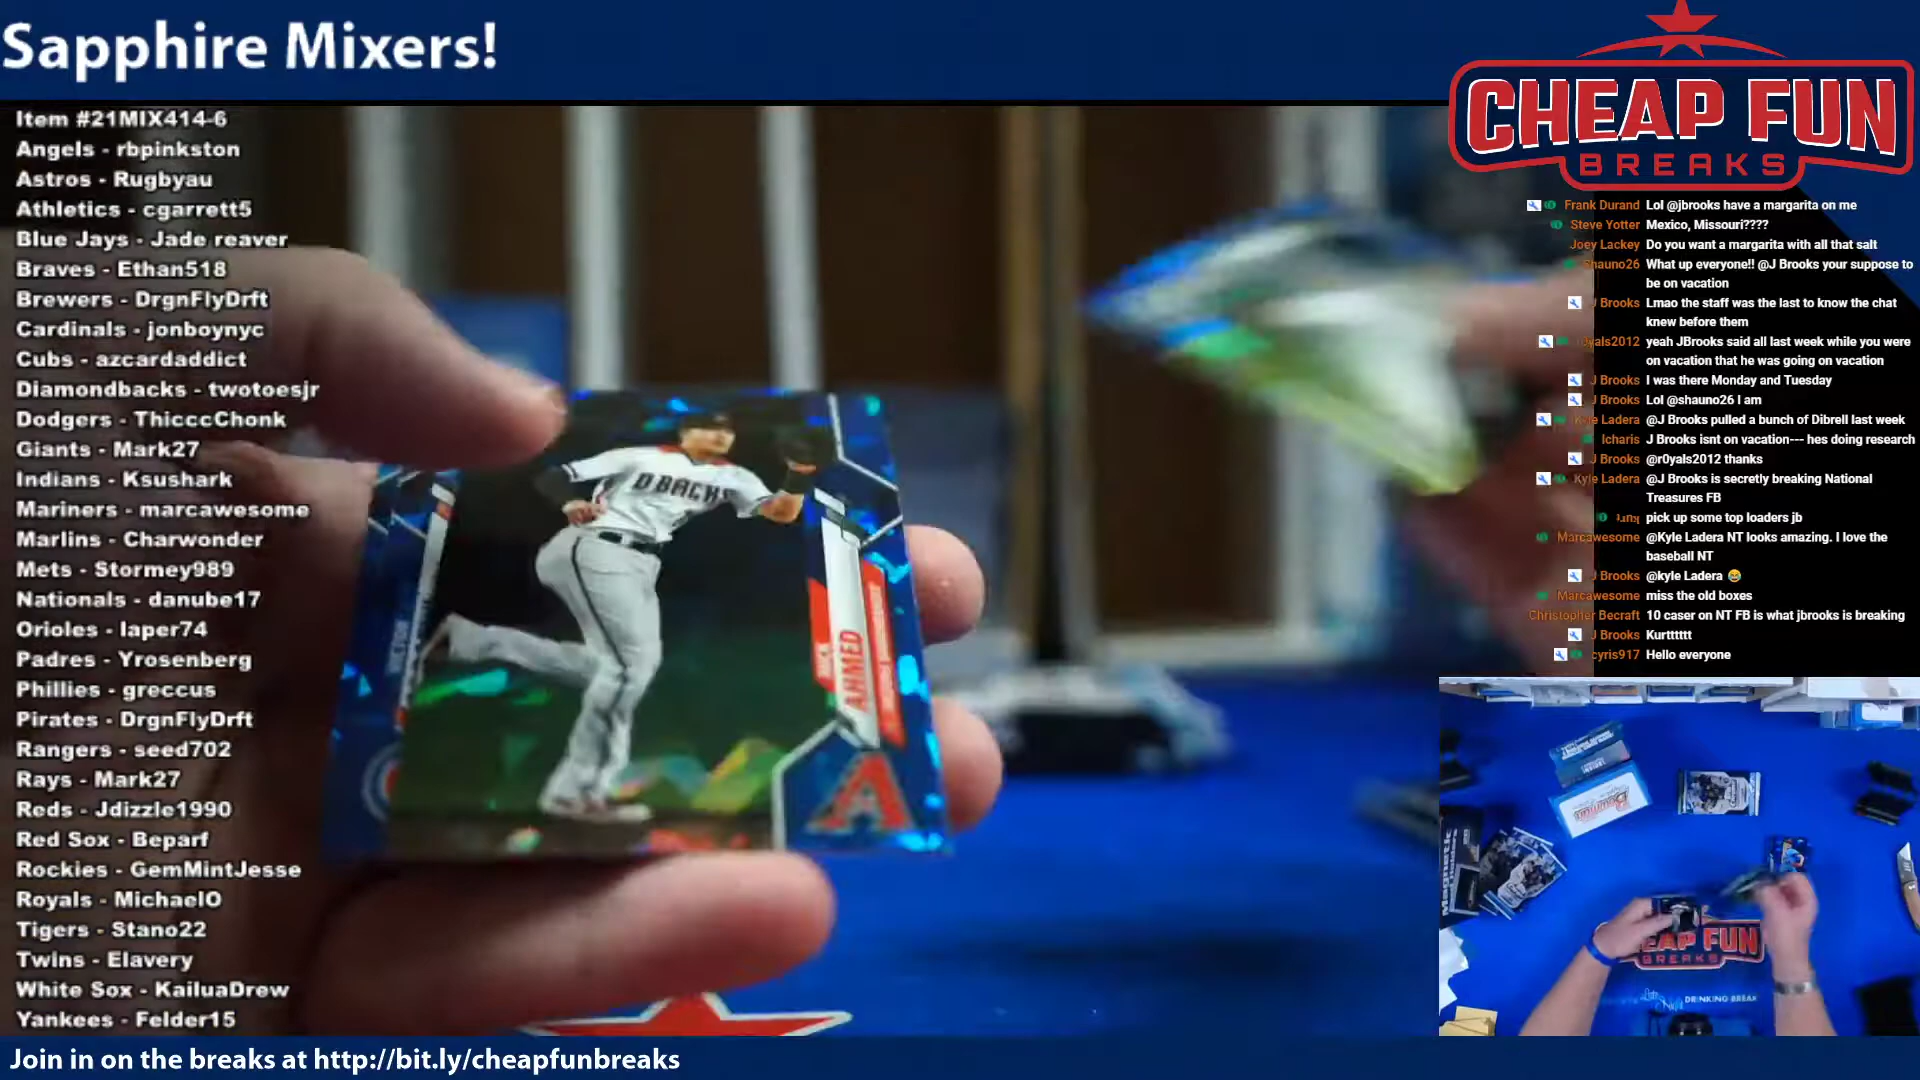 Sapphire Mixers!
CHEAP FUN
BREAKS
Item #21MIX414-6
Angels - rbpinkston
Astros - Rugbyau
Athletics - cgarrett5
Blue Jays - Jade reaver
Braves - Ethan518
Brewers - DrgnFlyDrft
Cardinals - jonboynyc
Cubs - azcardaddict
Diamondbacks - twotoesjr
Dodgers - ThicccChonk
Giants - Mark27
Indians - Ksushark
Mariners - marcawesome
Marlins - Charwonder
Mets - Stormey989
Nationals - danube17
Orioles - laper74
Padres - Yrosenberg
Phillies - greccus
Pirates - DrgnFlyDrft
Rangers - seed702
Rays - Mark27
Reds - Jdizzle1990
Red Sox - Beparf
Rockies - GemMintJesse
Royals - MichaelO
Tigers - Stano22
Twins - Elavery
White Sox - KailuaDrew
Yankees - Felder15
D BACKS
AHMED
A
Frank Durand Lol @jbrooks have a margarita on me
Steve Yotter Mexico, Missouri????
Joey Lackey Do you want a margarita with all that salt
Shauno26 What up everyone!! @J Brooks your suppose to
be on vacation
J Brooks Lmao the staff was the last to know the chat
knew before them
yeah JBrooks said all last week while you were
on vacation that he was going on vacation
J Brooks I was there Monday and Tuesday
J Brooks Lol @shauno26 I am
Kyle Ladera @J Brooks pulled a bunch of Dibrell last week
Icharis J Brooks isnt on vacation--- hes doing research
J Brooks @r0yals2012 thanks
Kyle Ladera @J Brooks is secretly breaking National
Treasures FB
pick up some top loaders jb
Marcawesome @Kyle Ladera NT looks amazing. I love the
baseball NT
J Brooks @kyle Ladera 😂
Marcawesome miss the old boxes
Christopher Becraft 10 caser on NT FB is what jbrooks is breaking
J Brooks Kurtttttt
cyris917 Hello everyone
Magnetic
EAP FUN
BREAKS
DRINKING BREAK
Join in on the breaks at http://bit.ly/cheapfunbreaks